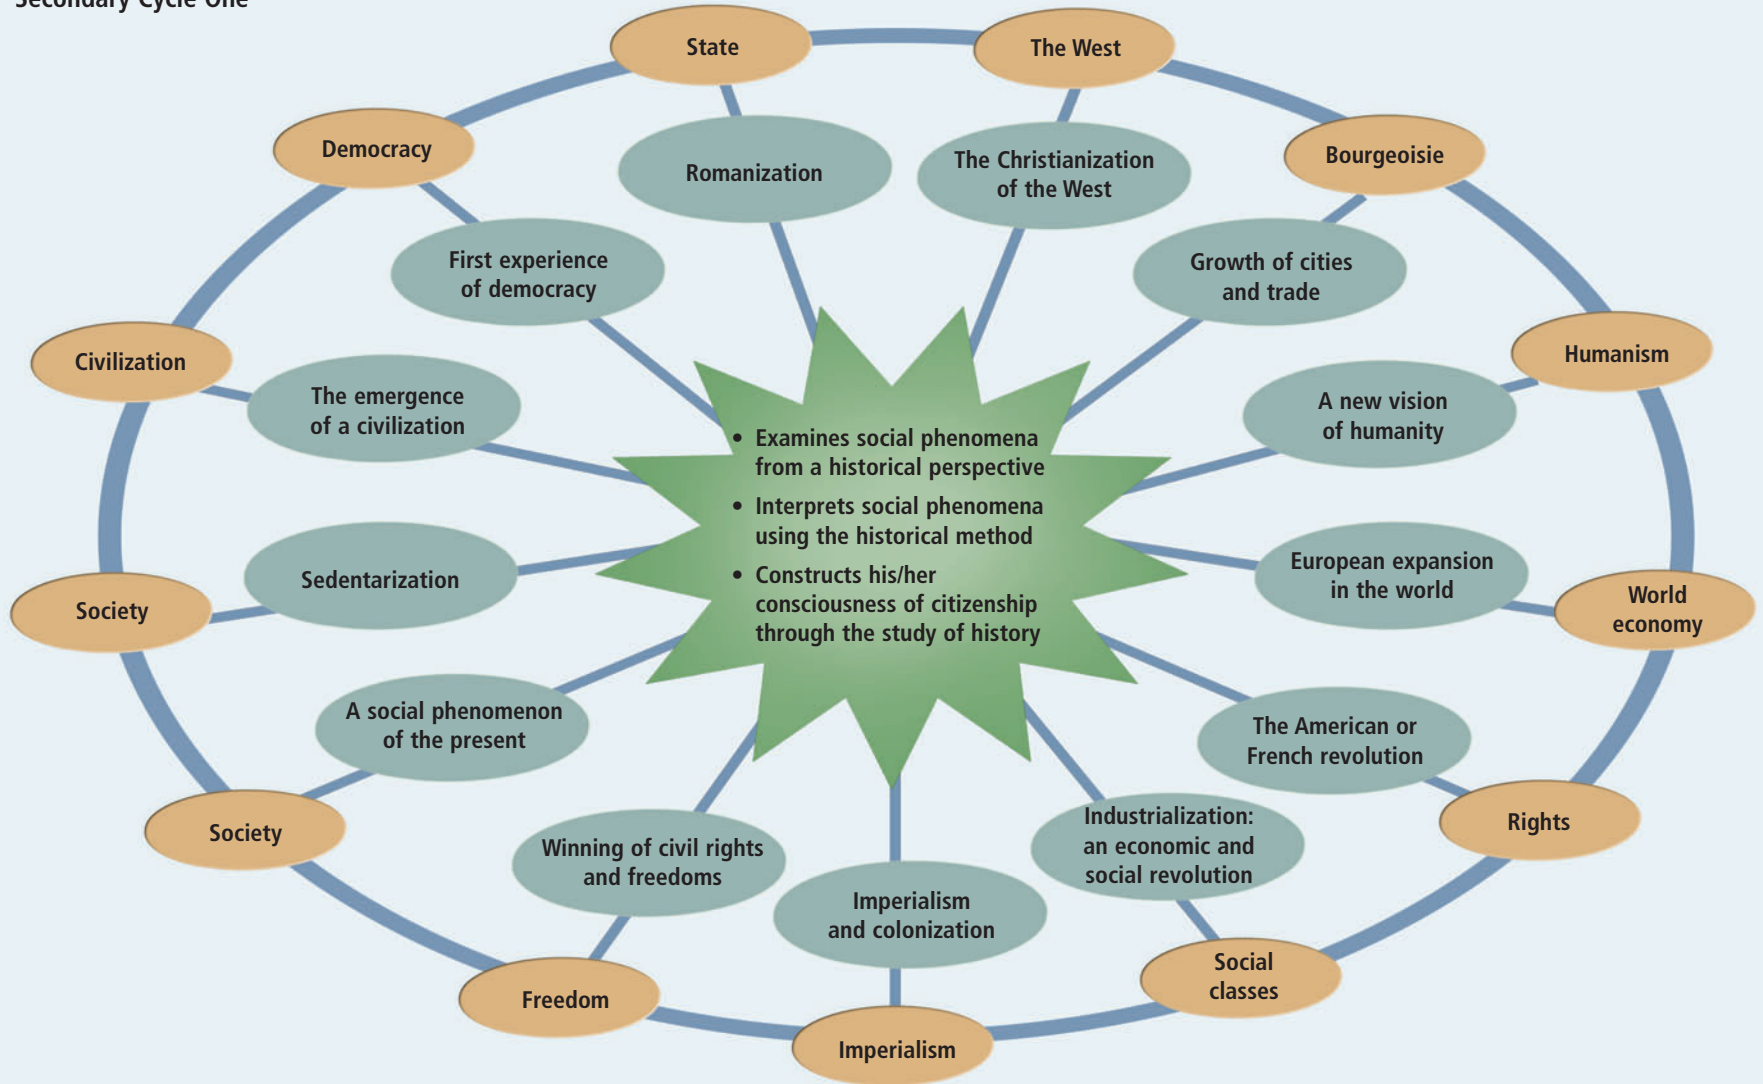 Secondary Cycle One
State
The West
Democracy
Bourgeoisie
Romanization
The Christianization
of the West
First experience
of democracy
Growth of cities
and trade
Civilization
Humanism
The emergence
of a civilization
A new vision
of humanity
• Examines social phenomena
from a historical perspective
• Interprets social phenomena
using the historical method
• Constructs his/her
consciousness of citizenship
through the study of history
Sedentarization
European expansion
in the world
Society
World
economy
A social phenomenon
of the present
The American or
French revolution
Society
Rights
Winning of civil rights
and freedoms
Industrialization:
an economic and
social revolution
Imperialism
and colonization
Freedom
Social
classes
Imperialism